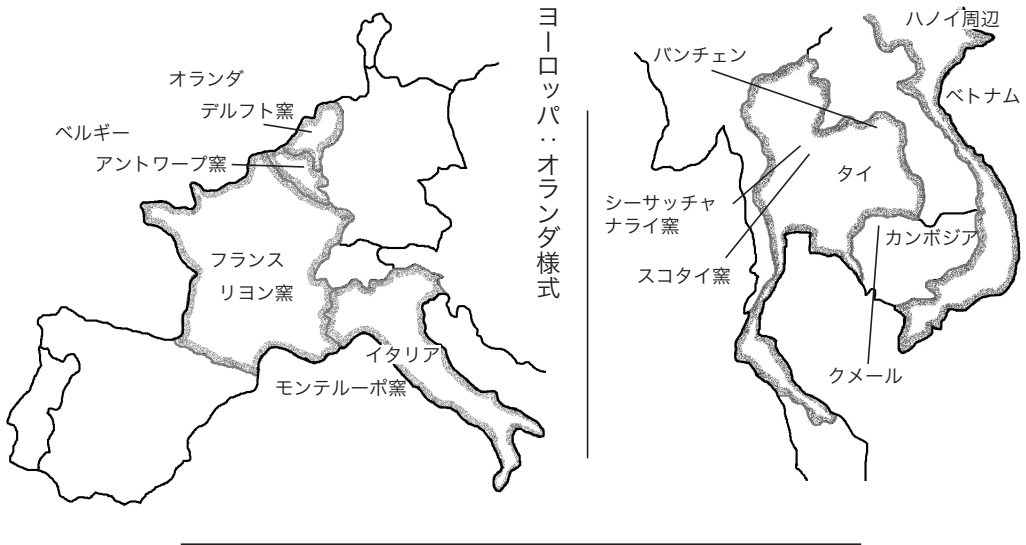 オランダ
デルフト窯
ベルギー
アントワープ窯
フランス
リヨン窯
イタリア
モンテルーポ窯
ヨーロッパ：オランダ様式
ハノイ周辺
バンチェン
ベトナム
タイ
シーサッチャ
ナライ窯
カンボジア
スコタイ窯
クメール